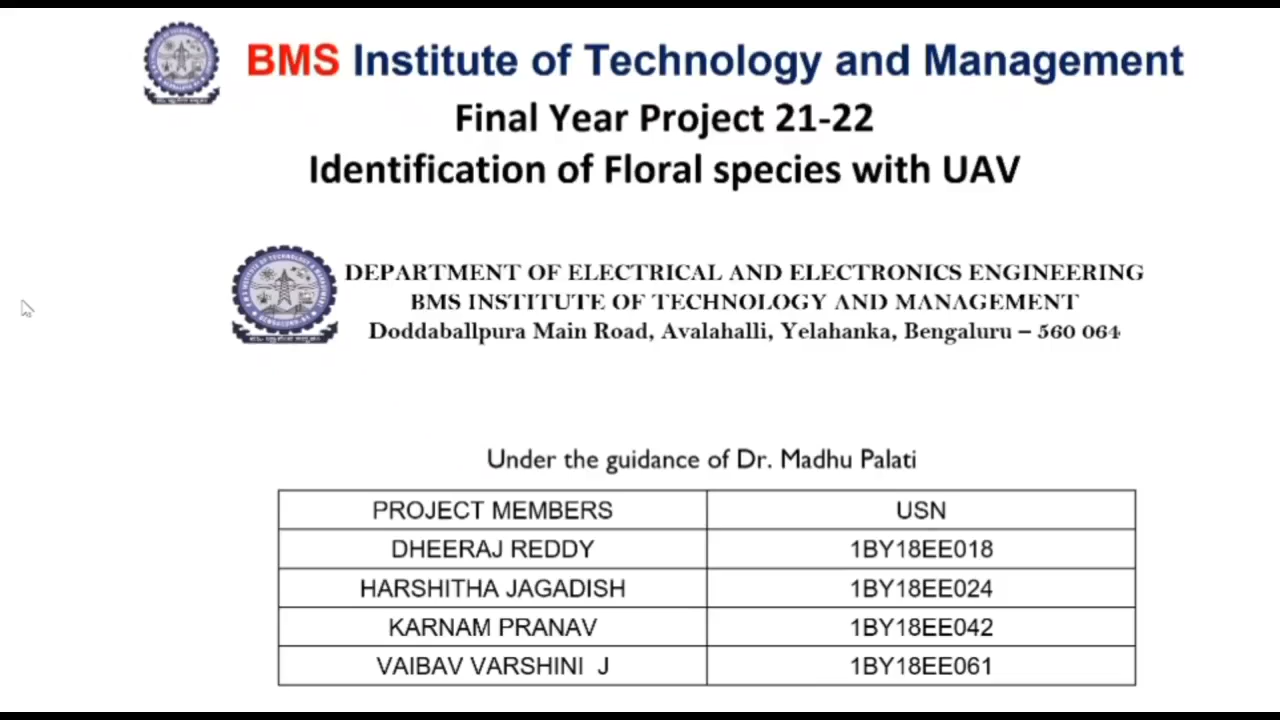 BMS Institute of Technology and Management
Final Year Project 21-22
Identification of Floral species with UAV
DEPARTMENT OF ELECTRICAL AND ELECTRONICS ENGINEERING
BMS INSTITUTE OF TECHNOLOGY AND MANAGEMENT
Doddaballpura Main Road, Avalahalli, Yelahanka, Bengaluru – 560 064
Under the guidance of Dr. Madhu Palati
PROJECT MEMBERS USN
DHEERAJ REDDY 1BY18EE018
HARSHITHA JAGADISH 1BY18EE024
KARNAM PRANAV 1BY18EE042
VAIBAV VARSHINI J 1BY18EE061